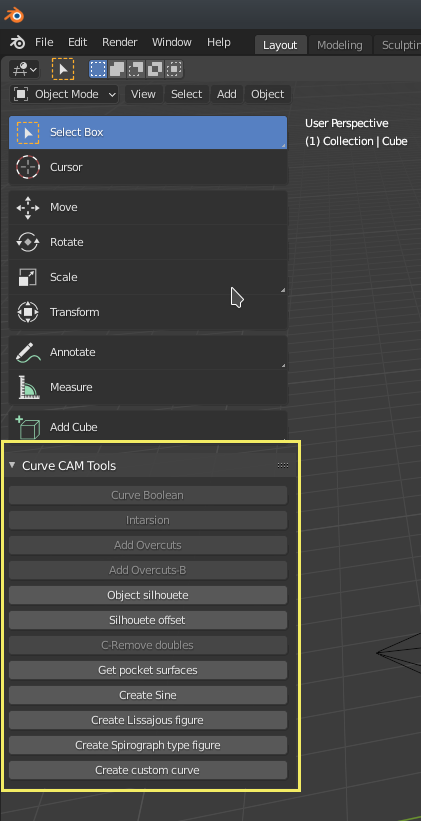 File Edit Render Window Help Layout Modeling Sculptin
Object Mode View Select Add Object
Select Box
User Perspective
(1) Collection | Cube
Cursor
Move
Rotate
Scale
Transform
Annotate
Measure
Add Cube
Curve CAM Tools
Curve Boolean
Intarsion
Add Overcuts
Add Overcuts-B
Object silhouete
Silhouete offset
C-Remove doubles
Get pocket surfaces
Create Sine
Create Lissajous figure
Create Spirograph type figure
Create custom curve